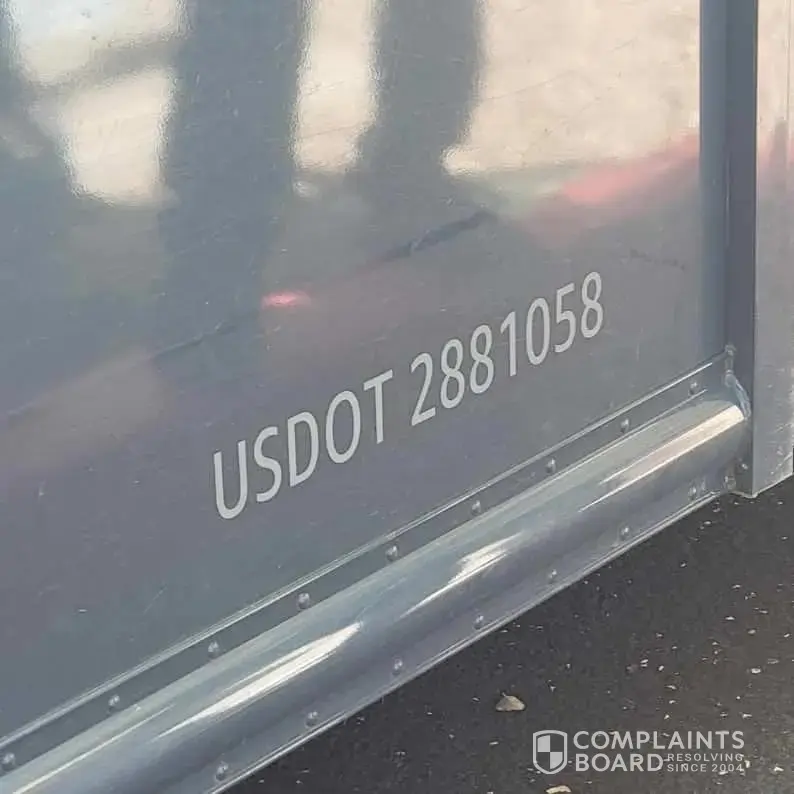 USDOT 2881058
COMPLAINTS
BOARD RESOLVING
SINCE 2004